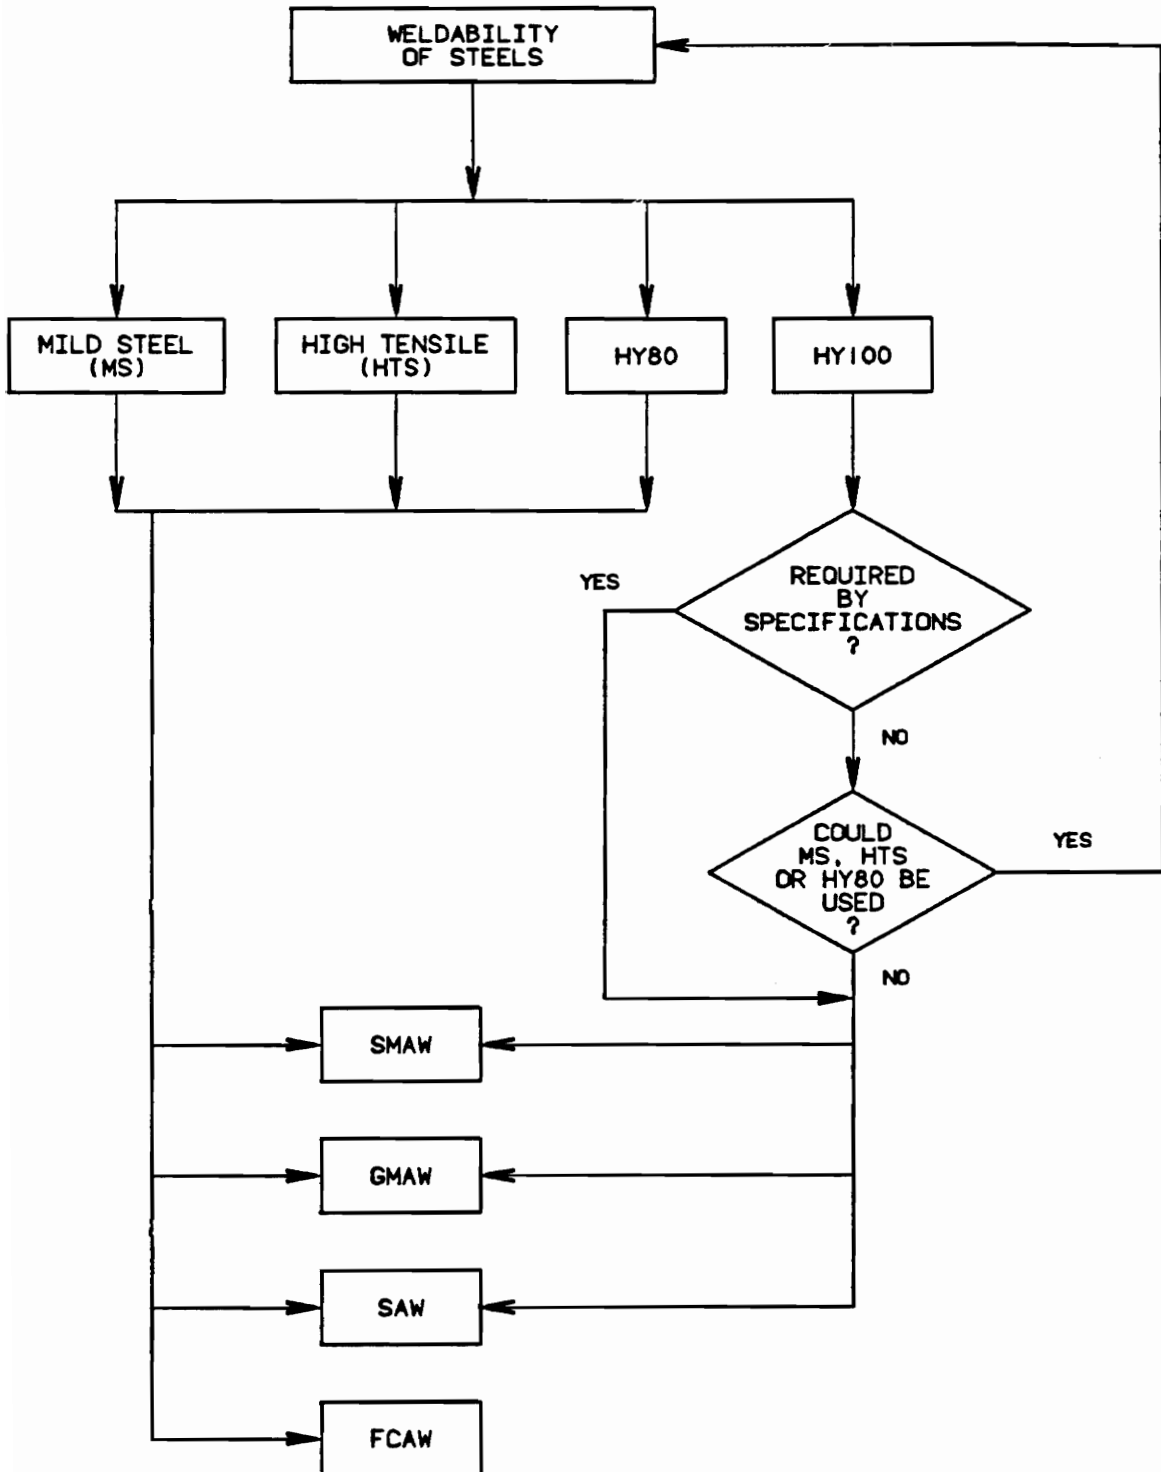 WELDABILITY
OF STEELS
MILD STEEL
(MS)
HIGH TENSILE
(HTS)
HY80
HY100
YES
REQUIRED
BY
SPECIFICATIONS
?
NO
COULD
MS, HTS
OR HY80 BE
USED
?
YES
NO
SMAW
GMAW
SAW
FCAW